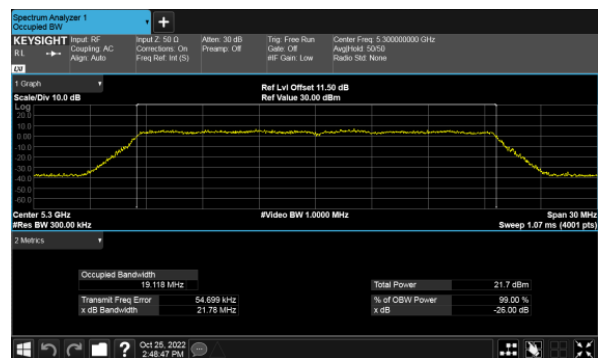 Spectrum Analyzer 1
Occupied BW
KEYSIGHT Input: RF Input Z: 50 Ω Atten: 30 dB Trig: Free Run Center Freq: 5.300000000 GHz
R L Coupling: AC Corrections: On Preamp: Off Gate: Off Avg|Hold: 50/50
Align: Auto Freq Ref: Int (S) #IF Gain: Low Radio Std: None
LXI
1 Graph
Ref Lvl Offset 11.50 dB
Scale/Div 10.0 dB Ref Value 30.00 dBm
Log
20.0
10.0
0.00
-10.0
-20.0
-30.0
-40.0
-50.0
-60.0
Center 5.3 GHz #Video BW 1.0000 MHz Span 30 MHz
#Res BW 300.00 kHz Sweep 1.07 ms (4001 pts)
2 Metrics
Occupied Bandwidth
19.118 MHz Total Power 21.7 dBm
Transmit Freq Error 54.699 kHz % of OBW Power 99.00 %
x dB Bandwidth 21.78 MHz x dB -26.00 dB
? Oct 25, 2022
2:48:47 PM